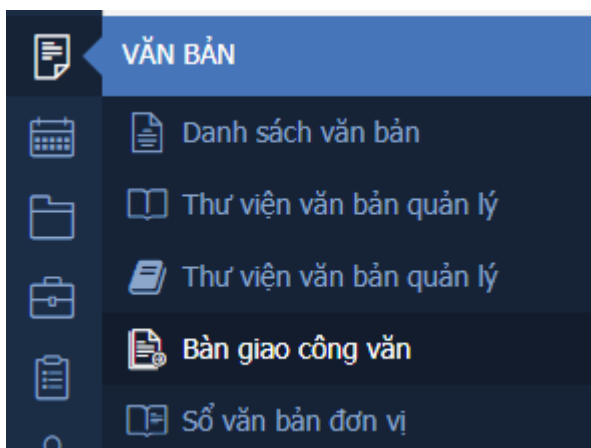 VĂN BẢN
Danh sách văn bản
Thư viện văn bản quản lý
Thư viện văn bản quản lý
Bàn giao công văn
Sổ văn bản đơn vị